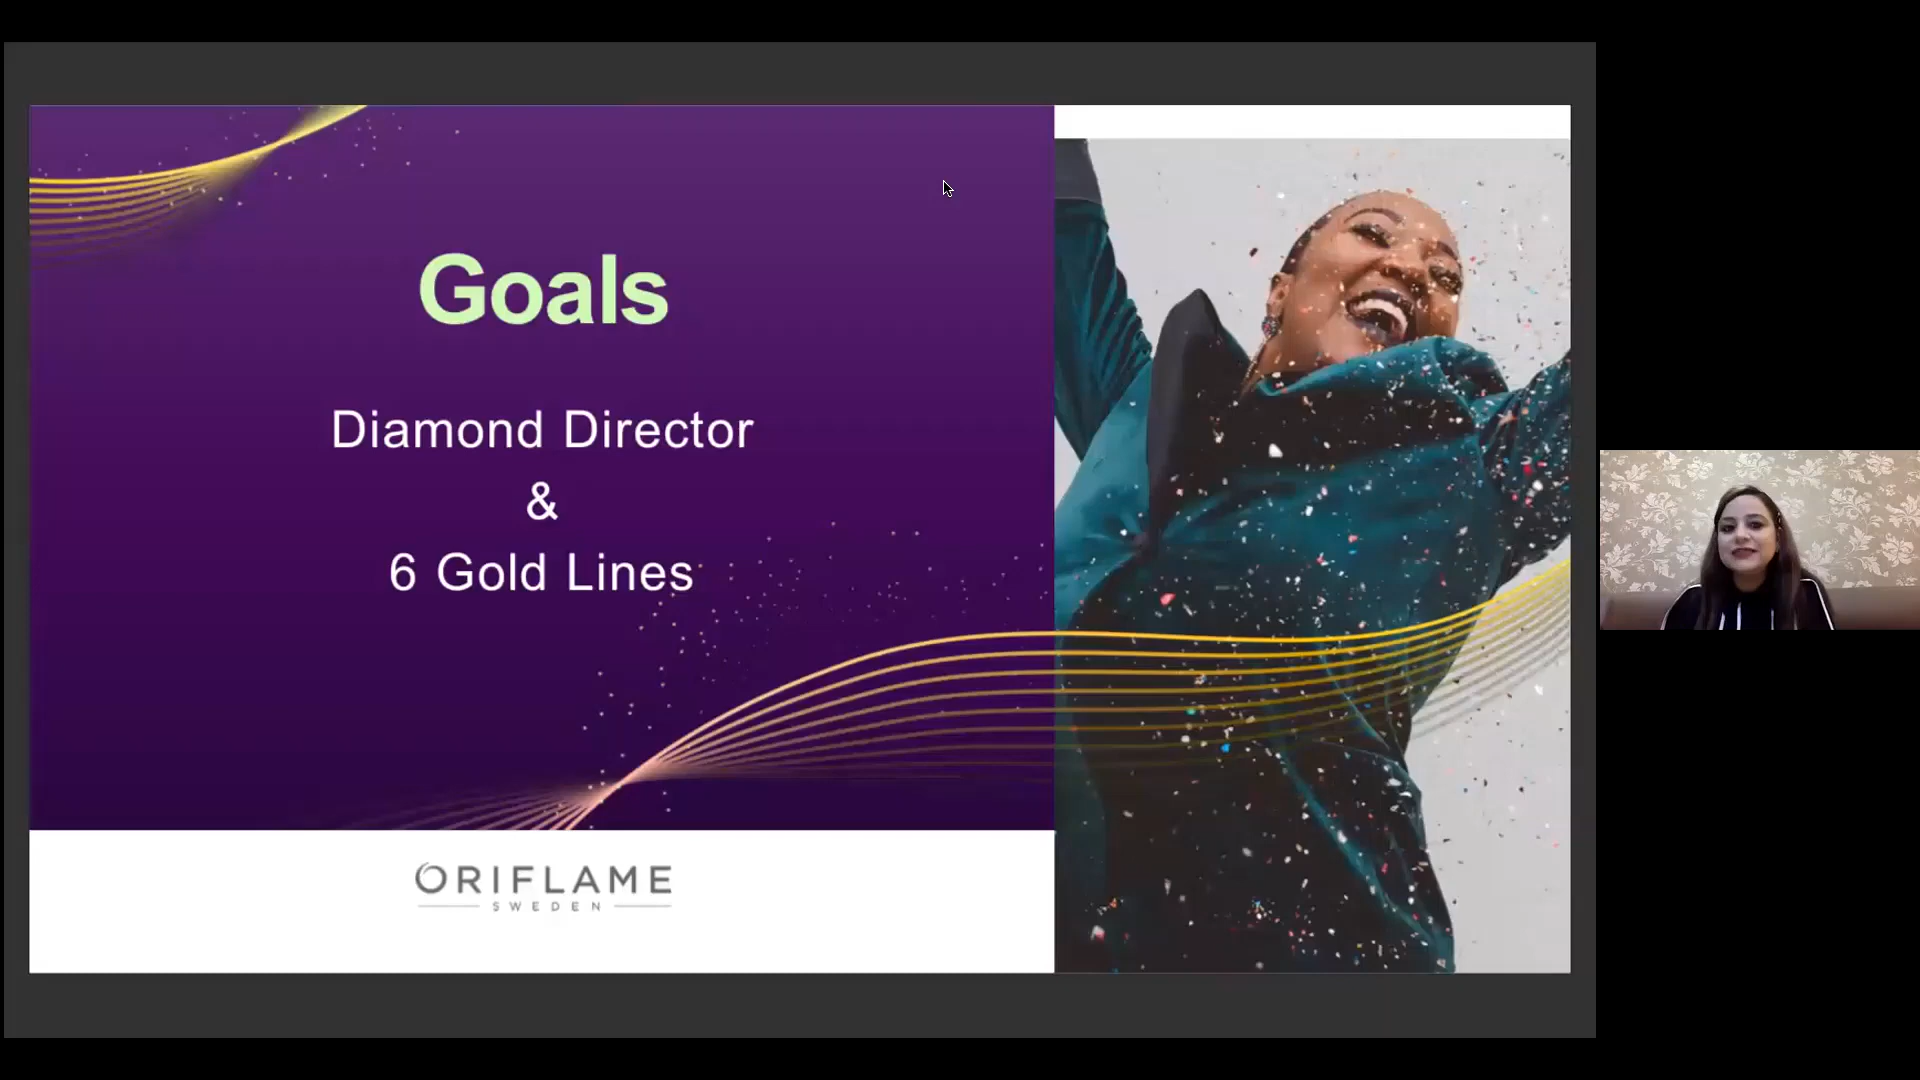 Goals
Diamond Director
&
6 Gold Lines
ORIFLAME
SWEDEN